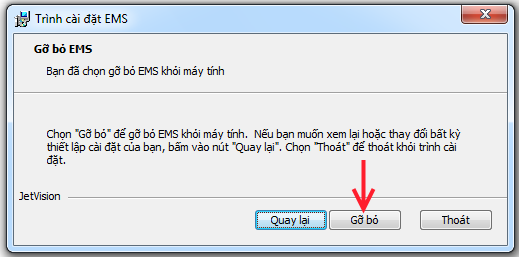 Trình cài đặt EMS
Gỡ bỏ EMS
Bạn đã chọn gỡ bỏ EMS khỏi máy tính
Chọn "Gỡ bỏ" để gỡ bỏ EMS khỏi máy tính. Nếu bạn muốn xem lại hoặc thay đổi bất kỳ
thiết lập cài đặt của bạn, bấm vào nút "Quay lại". Chọn "Thoát" để thoát khỏi trình cài
đặt.
JetVision
Quay lại Gỡ bỏ Thoát